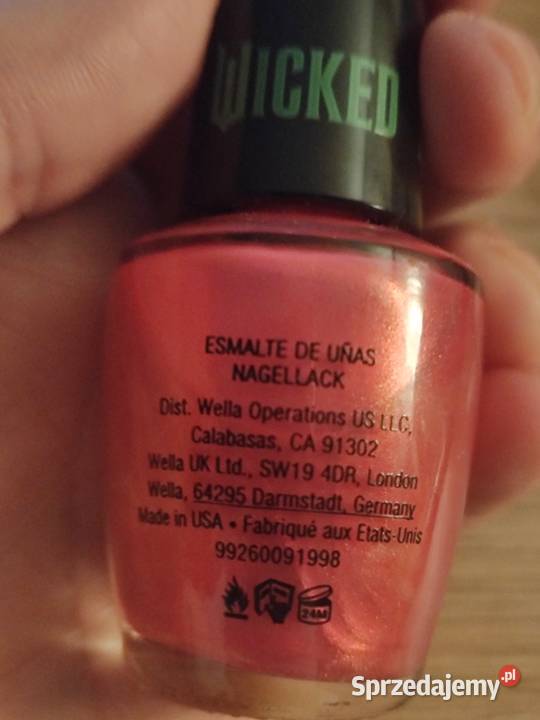 WICKED
ESMALTE DE UÑAS
NAGELLACK
Dist. Wella Operations US LLC,
Calabasas, CA 91302
Wella UK Ltd., SW19 4DR, London
Wella, 64295 Darmstadt, Germany
Made in USA • Fabriqué aux Etats-Unis
99260091998
24M
Sprzedajemy.pl